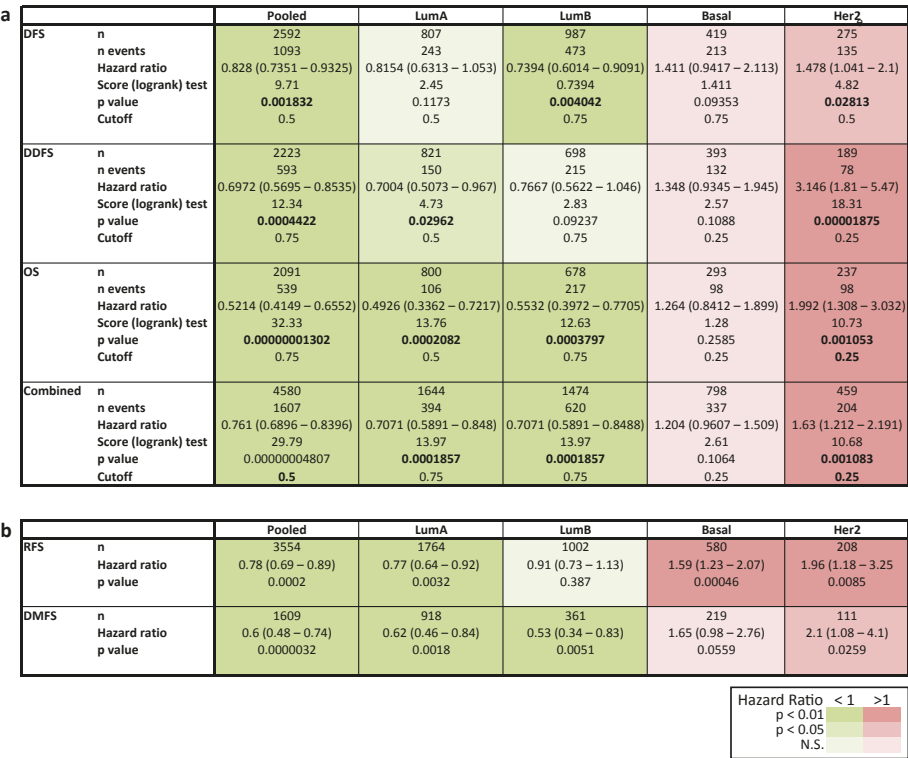 a
Pooled LumA LumB Basal Her2
DFS n 2592 807 987 419 275
n events 1093 243 473 213 135
Hazard ratio 0.828 (0.7351 – 0.9325) 0.8154 (0.6313 – 1.053) 0.7394 (0.6014 – 0.9091) 1.411 (0.9417 – 2.113) 1.478 (1.041 – 2.1)
Score (logrank) test 9.71 2.45 0.7394 1.411 4.82
p value 0.001832 0.1173 0.004042 0.09353 0.02813
Cutoff 0.5 0.5 0.75 0.75 0.5
DDFS n 2223 821 698 393 189
n events 593 150 215 132 78
Hazard ratio 0.6972 (0.5695 – 0.8535) 0.7004 (0.5073 – 0.967) 0.7667 (0.5622 – 1.046) 1.348 (0.9345 – 1.945) 3.146 (1.81 – 5.47)
Score (logrank) test 12.34 4.73 2.83 2.57 18.31
p value 0.0004422 0.02962 0.09237 0.1088 0.00001875
Cutoff 0.75 0.5 0.75 0.25 0.25
OS n 2091 800 678 293 237
n events 539 106 217 98 98
Hazard ratio 0.5214 (0.4149 – 0.6552) 0.4926 (0.3362 – 0.7217) 0.5532 (0.3972 – 0.7705) 1.264 (0.8412 – 1.899) 1.992 (1.308 – 3.032)
Score (logrank) test 32.33 13.76 12.63 1.28 10.73
p value 0.00000001302 0.0002082 0.0003797 0.2585 0.001053
Cutoff 0.75 0.5 0.75 0.25 0.25
Combined n 4580 1644 1474 798 459
n events 1607 394 620 337 204
Hazard ratio 0.761 (0.6896 – 0.8396) 0.7071 (0.5891 – 0.848) 0.7071 (0.5891 – 0.8488) 1.204 (0.9607 – 1.509) 1.63 (1.212 – 2.191)
Score (logrank) test 29.79 13.97 13.97 2.61 10.68
p value 0.00000004807 0.0001857 0.0001857 0.1064 0.001083
Cutoff 0.5 0.75 0.75 0.25 0.25
b
Pooled LumA LumB Basal Her2
RFS n 3554 1764 1002 580 208
Hazard ratio 0.78 (0.69 – 0.89) 0.77 (0.64 – 0.92) 0.91 (0.73 – 1.13) 1.59 (1.23 – 2.07) 1.96 (1.18 – 3.25
p value 0.0002 0.0032 0.387 0.00046 0.0085
DMFS n 1609 918 361 219 111
Hazard ratio 0.6 (0.48 – 0.74) 0.62 (0.46 – 0.84) 0.53 (0.34 – 0.83) 1.65 (0.98 – 2.76) 2.1 (1.08 – 4.1)
p value 0.0000032 0.0018 0.0051 0.0559 0.0259
Hazard Ratio < 1 >1
p < 0.01
p < 0.05
N.S.